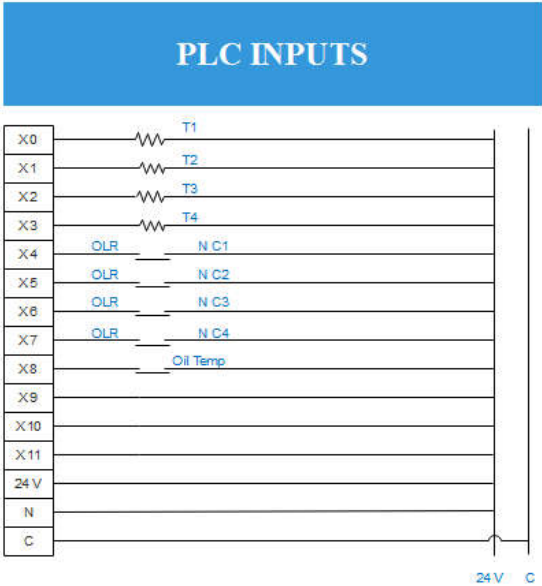 PLC INPUTS
X0 T1
X1 T2
X2 T3
X3 T4
X4 OLR N C1
X5 OLR N C2
X6 OLR N C3
X7 OLR N C4
X8 Oil Temp
X9
X10
X11
24 V
N
C
24 V C